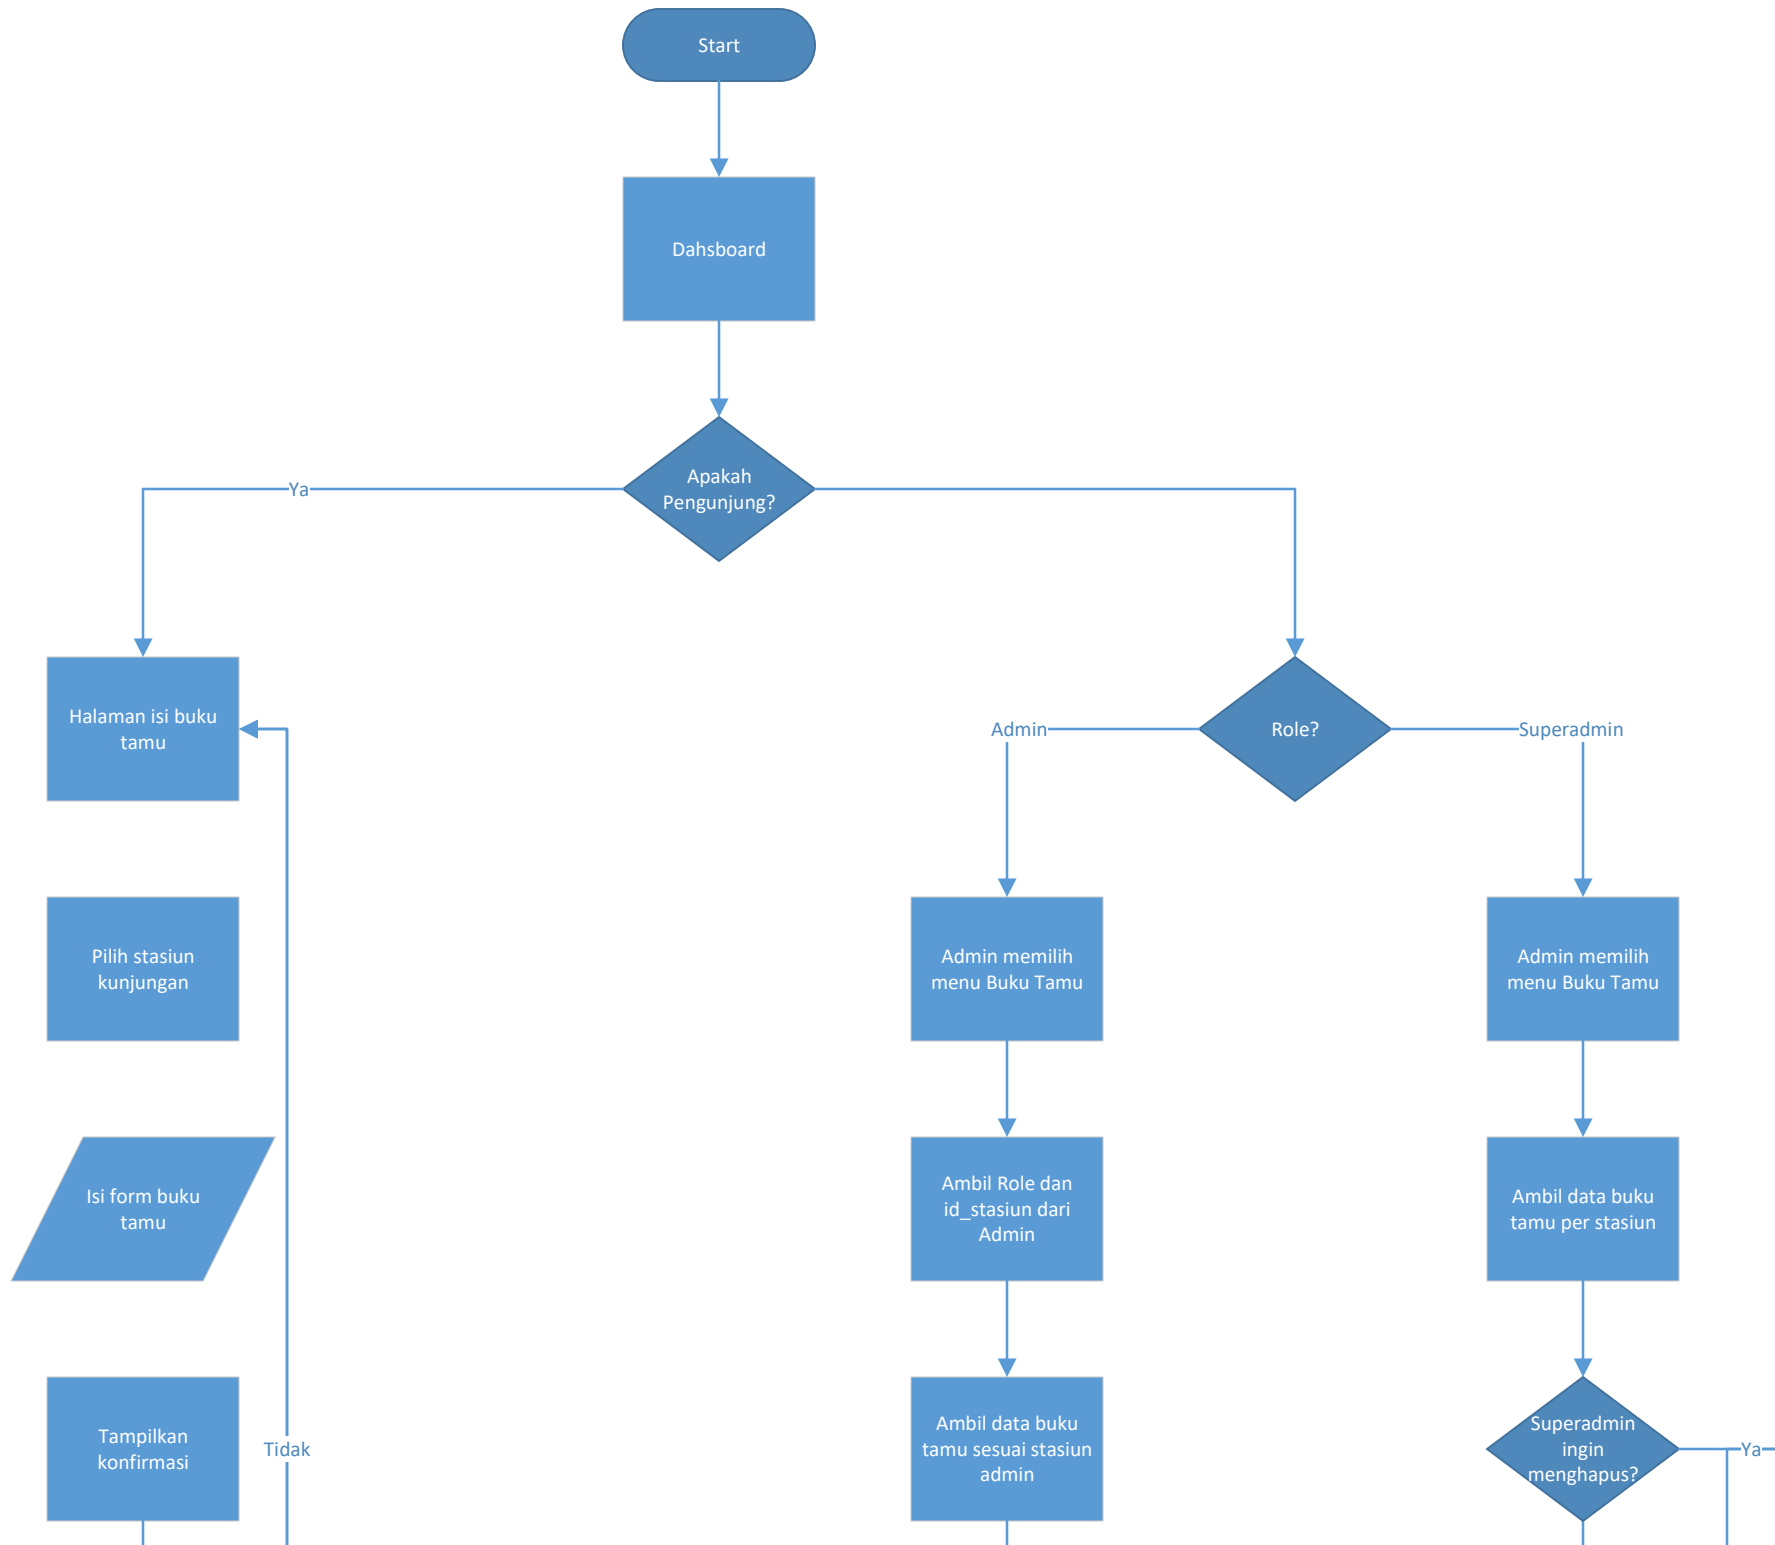 Start
Dahsboard
Apakah
Pengunjung?
Ya
Halaman isi buku
tamu
Admin
Role?
Superadmin
Pilih stasiun
kunjungan
Admin memilih
menu Buku Tamu
Admin memilih
menu Buku Tamu
Isi form buku
tamu
Ambil Role dan
id_stasiun dari
Admin
Ambil data buku
tamu per stasiun
Tampilkan
konfirmasi
Tidak
Ambil data buku
tamu sesuai stasiun
admin
Superadmin
ingin
menghapus?
Ya